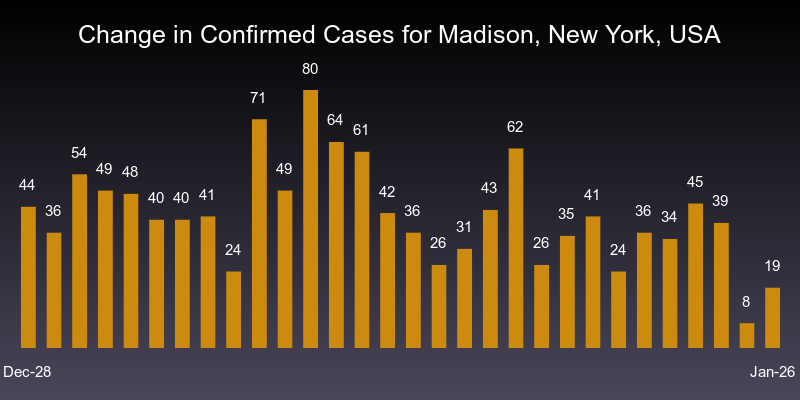 Change in Confirmed Cases for Madison, New York, USA
44 36 54 49 48 40 40 41 24 71 49 80 64 61 42 36 26 31 43 62 26 35 41 24 36 34 45 39 8 19
Dec-28 Jan-26